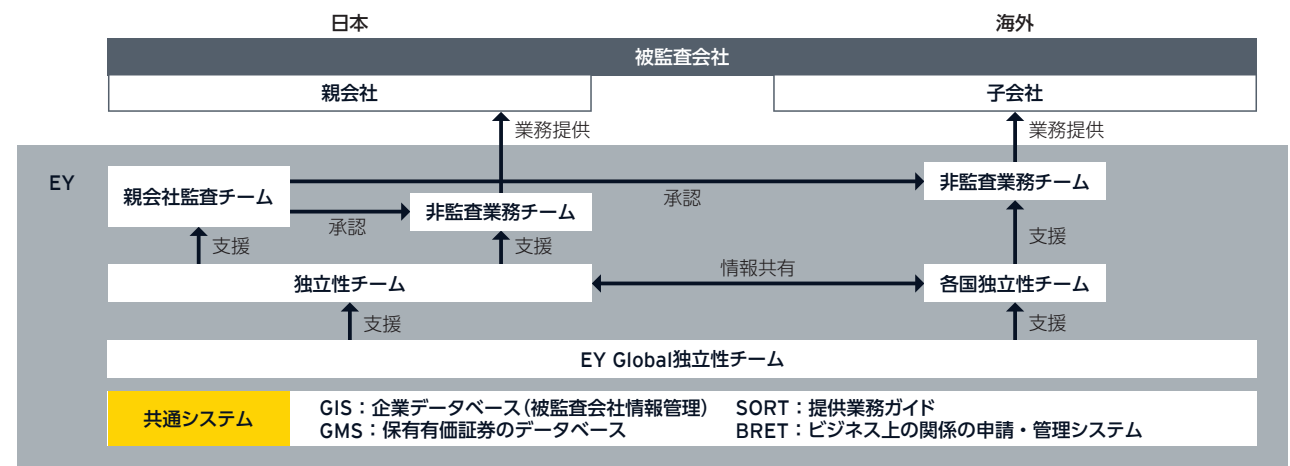 日本
海外
被監査会社
親会社
子会社
業務提供
業務提供
EY
親会社監査チーム
非監査業務チーム
承認
承認
非監査業務チーム
支援
支援
支援
独立性チーム
情報共有
各国独立性チーム
支援
支援
EY Global独立性チーム
共通システム
GIS：企業データベース（被監査会社情報管理）
SORT：提供業務ガイド
GMS：保有有価証券のデータベース
BRET：ビジネス上の関係の申請・管理システム